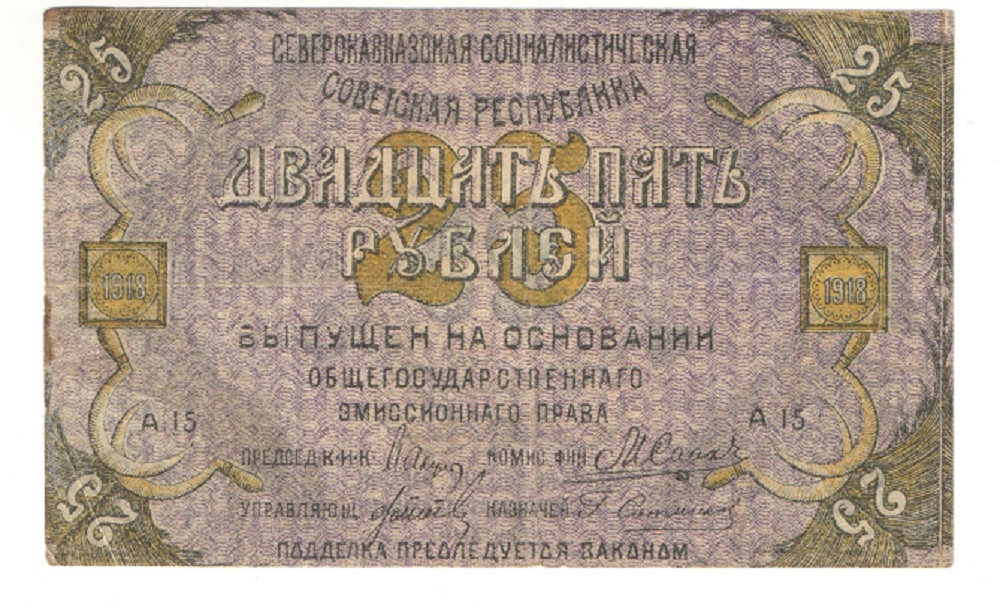 25 25
СЕВЕРОКАВКАЗСКАЯ СОЦИАЛИСТИЧЕСКАЯ
СОВЕТСКАЯ РЕСПУБЛИКА
25
ДВАДЦАТЬ ПЯТЬ
РУБЛЕЙ
1918 1918
ВЫПУЩЕН НА ОСНОВАНИИ
ОБЩЕГОСУДАРСТВЕННАГО
ЭМИССИОННАГО ПРАВА
А.15 А 15
ПРЕДСЕД К-И-К КОМИС ФИН
УПРАВЛЯЮЩ КАЗНАЧЕЙ
25 25
ПОДДЕЛКА ПРЕСЛЕДУЕТСЯ ЗАКОНОМ